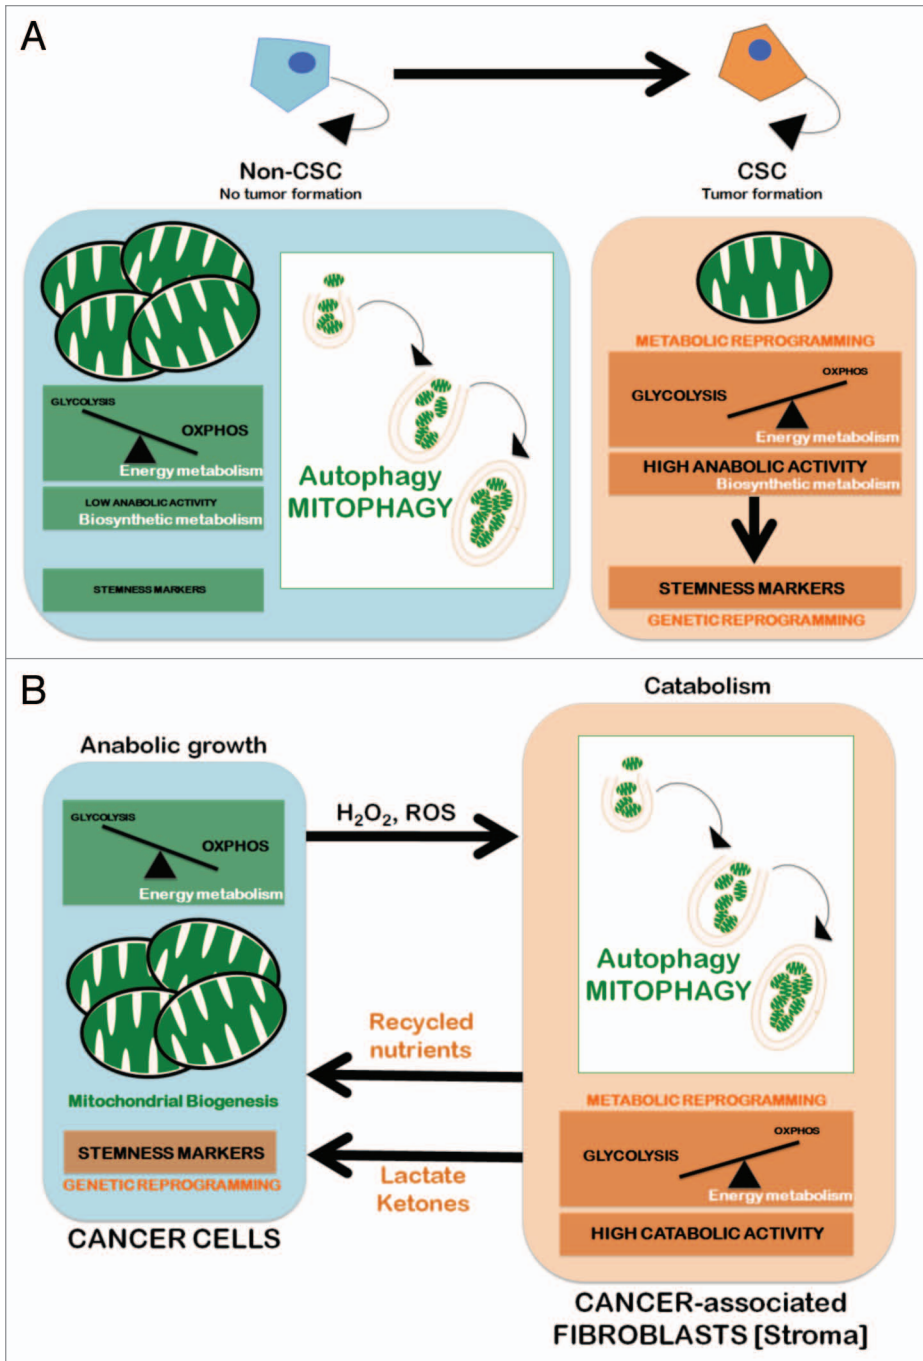 A
Non-CSC
No tumor formation
CSC
Tumor formation
GLYCOLYSIS
OXPHOS
Energy metabolism
LOW ANABOLIC ACTIVITY
Biosynthetic metabolism
STEMNESS MARKERS
Autophagy
MITOPHAGY
METABOLIC REPROGRAMMING
OXPHOS
GLYCOLYSIS
Energy metabolism
HIGH ANABOLIC ACTIVITY
Biosynthetic metabolism
STEMNESS MARKERS
GENETIC REPROGRAMMING
B
Anabolic growth
GLYCOLYSIS
OXPHOS
Energy metabolism
Mitochondrial Biogenesis
STEMNESS MARKERS
GENETIC REPROGRAMMING
CANCER CELLS
H₂O₂, ROS
Recycled
nutrients
Lactate
Ketones
Catabolism
Autophagy
MITOPHAGY
METABOLIC REPROGRAMMING
OXPHOS
GLYCOLYSIS
Energy metabolism
HIGH CATABOLIC ACTIVITY
CANCER-associated
FIBROBLASTS [Stroma]